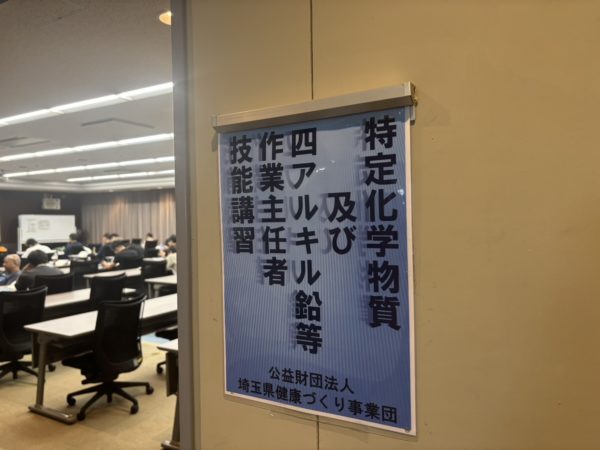 特定化学物質
及び
四アルキル鉛等
作業主任者
技能講習
公益財団法人
埼玉県健康づくり事業団